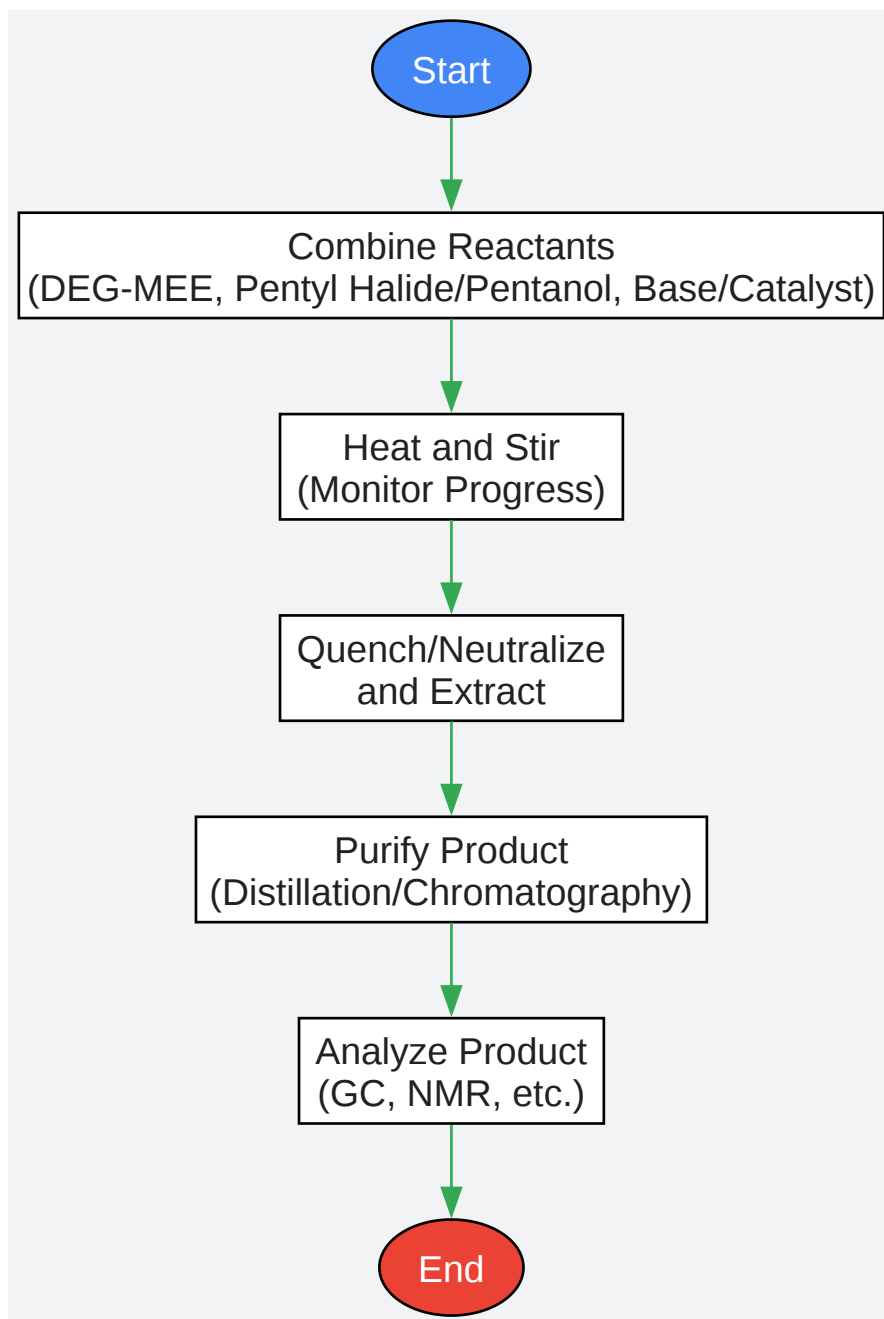 Start
Combine Reactants
(DEG-MEE, Pentyl Halide/Pentanol, Base/Catalyst)
Heat and Stir
(Monitor Progress)
Quench/Neutralize
and Extract
Purify Product
(Distillation/Chromatography)
Analyze Product
(GC, NMR, etc.)
End